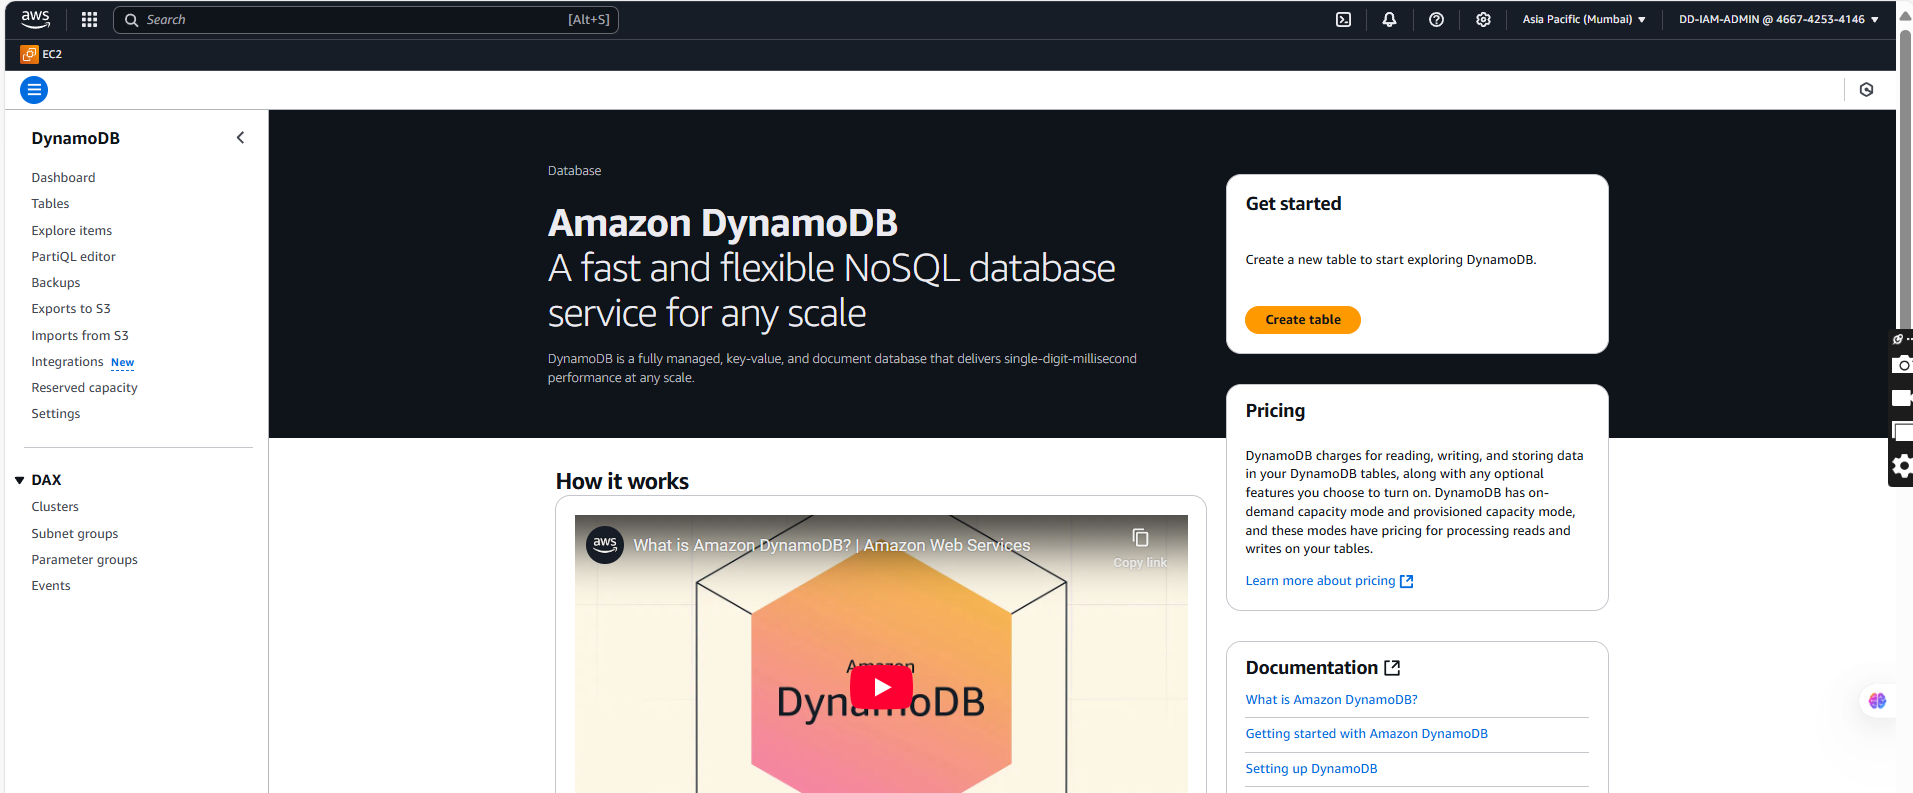 aws
Search
[Alt+S]
Asia Pacific (Mumbai)
DD-IAM-ADMIN @ 4667-4253-4146
EC2
DynamoDB
Dashboard
Tables
Explore items
PartiQL editor
Backups
Exports to S3
Imports from S3
Integrations New
Reserved capacity
Settings
DAX
Clusters
Subnet groups
Parameter groups
Events
Database
Amazon DynamoDB
A fast and flexible NoSQL database
service for any scale
DynamoDB is a fully managed, key-value, and document database that delivers single-digit-millisecond
performance at any scale.
Get started
Create a new table to start exploring DynamoDB.
Create table
Pricing
DynamoDB charges for reading, writing, and storing data
in your DynamoDB tables, along with any optional
features you choose to turn on. DynamoDB has on-
demand capacity mode and provisioned capacity mode,
and these modes have pricing for processing reads and
writes on your tables.
Learn more about pricing
How it works
aws
What is Amazon DynamoDB? | Amazon Web Services
Copy link
Amazon
DynamoDB
Documentation
What is Amazon DynamoDB?
Getting started with Amazon DynamoDB
Setting up DynamoDB